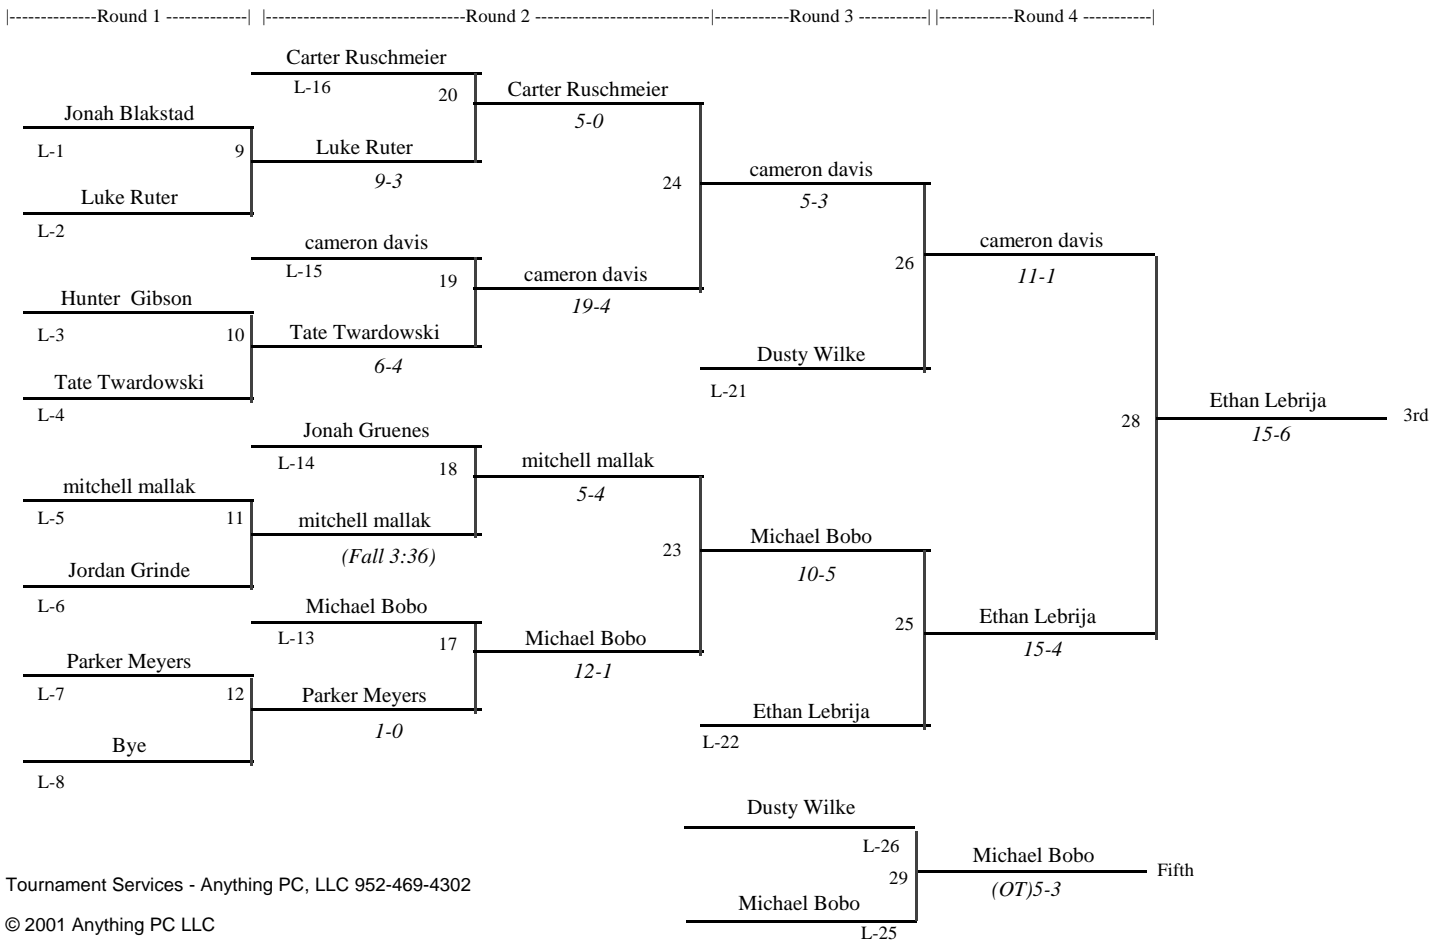 |-------------Round 1 -------------| |--------------------------------Round 2 ----------------------------|------------Round 3 -----------| |------------Round 4 -----------|
Carter Ruschmeier
L-16
20
Carter Ruschmeier
5-0
Jonah Blakstad
L-1
9
Luke Ruter
9-3
Luke Ruter
L-2
24
cameron davis
5-3
cameron davis
L-15
19
cameron davis
19-4
Hunter  Gibson
L-3
10
Tate Twardowski
6-4
Tate Twardowski
L-4
26
cameron davis
11-1
Dusty Wilke
L-21
28
Ethan Lebrija
15-6
3rd
Jonah Gruenes
L-14
18
mitchell mallak
5-4
mitchell mallak
L-5
11
mitchell mallak
(Fall 3:36)
Jordan Grinde
L-6
23
Michael Bobo
10-5
Michael Bobo
L-13
17
Michael Bobo
12-1
Parker Meyers
L-7
12
Parker Meyers
1-0
Bye
L-8
25
Ethan Lebrija
15-4
Ethan Lebrija
L-22
Dusty Wilke
L-26
29
Michael Bobo
(OT)5-3
Fifth
Michael Bobo
L-25
Tournament Services - Anything PC, LLC 952-469-4302
© 2001 Anything PC LLC